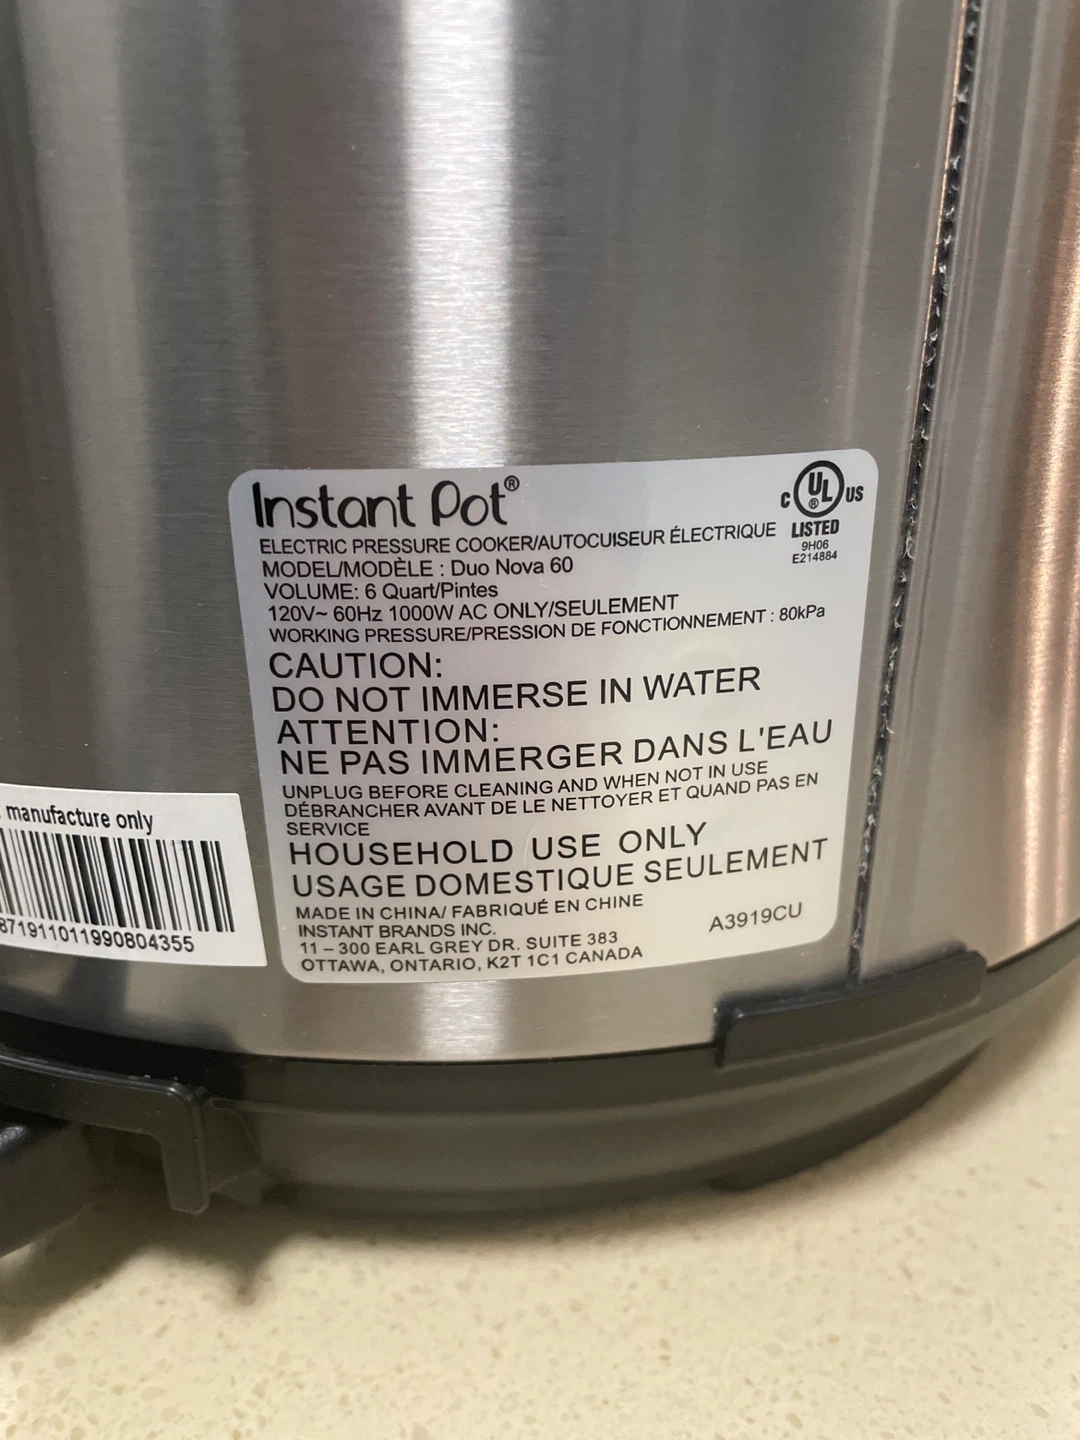 Instant Pot®
C UL ® US
LISTED
9H06
E214884
ELECTRIC PRESSURE COOKER/AUTOCUISEUR ÉLECTRIQUE
MODEL/MODÈLE : Duo Nova 60
VOLUME: 6 Quart/Pintes
120V~ 60Hz 1000W AC ONLY/SEULEMENT
WORKING PRESSURE/PRESSION DE FONCTIONNEMENT : 80kPa
CAUTION:
DO NOT IMMERSE IN WATER
ATTENTION:
NE PAS IMMERGER DANS L'EAU
UNPLUG BEFORE CLEANING AND WHEN NOT IN USE
DÉBRANCHER AVANT DE LE NETTOYER ET QUAND PAS EN
SERVICE
HOUSEHOLD USE ONLY
USAGE DOMESTIQUE SEULEMENT
MADE IN CHINA/ FABRIQUÉ EN CHINE
INSTANT BRANDS INC.
11 – 300 EARL GREY DR. SUITE 383
OTTAWA, ONTARIO, K2T 1C1 CANADA
A3919CU
manufacture only
871911011990804355